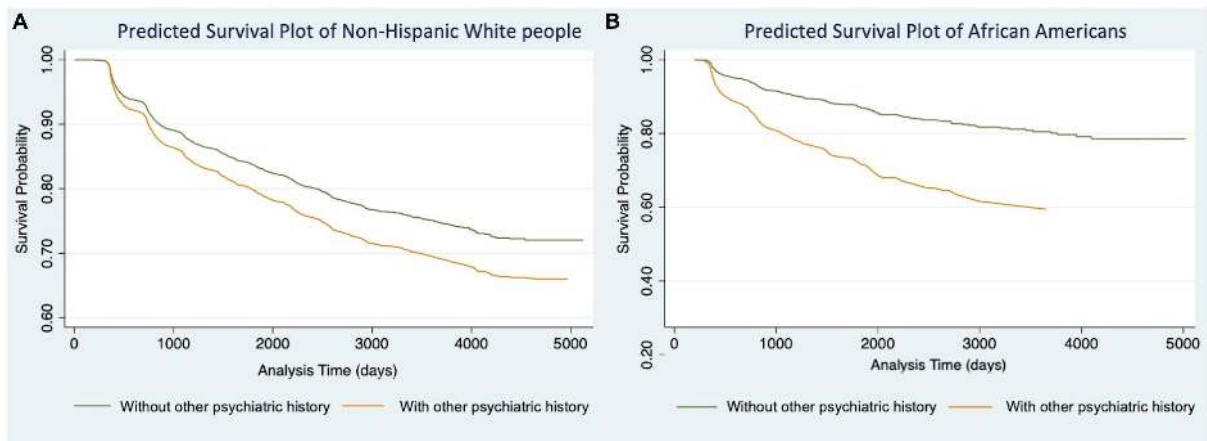 A
Predicted Survival Plot of Non-Hispanic White people
Survival Probability
1.00
0.90
0.80
0.70
0.60
0 1000 2000 3000 4000 5000
Analysis Time (days)
Without other psychiatric history With other psychiatric history
B
Predicted Survival Plot of African Americans
Survival Probability
1.00
0.80
0.60
0.40
0.20
0 1000 2000 3000 4000 5000
Analysis Time (days)
Without other psychiatric history With other psychiatric history